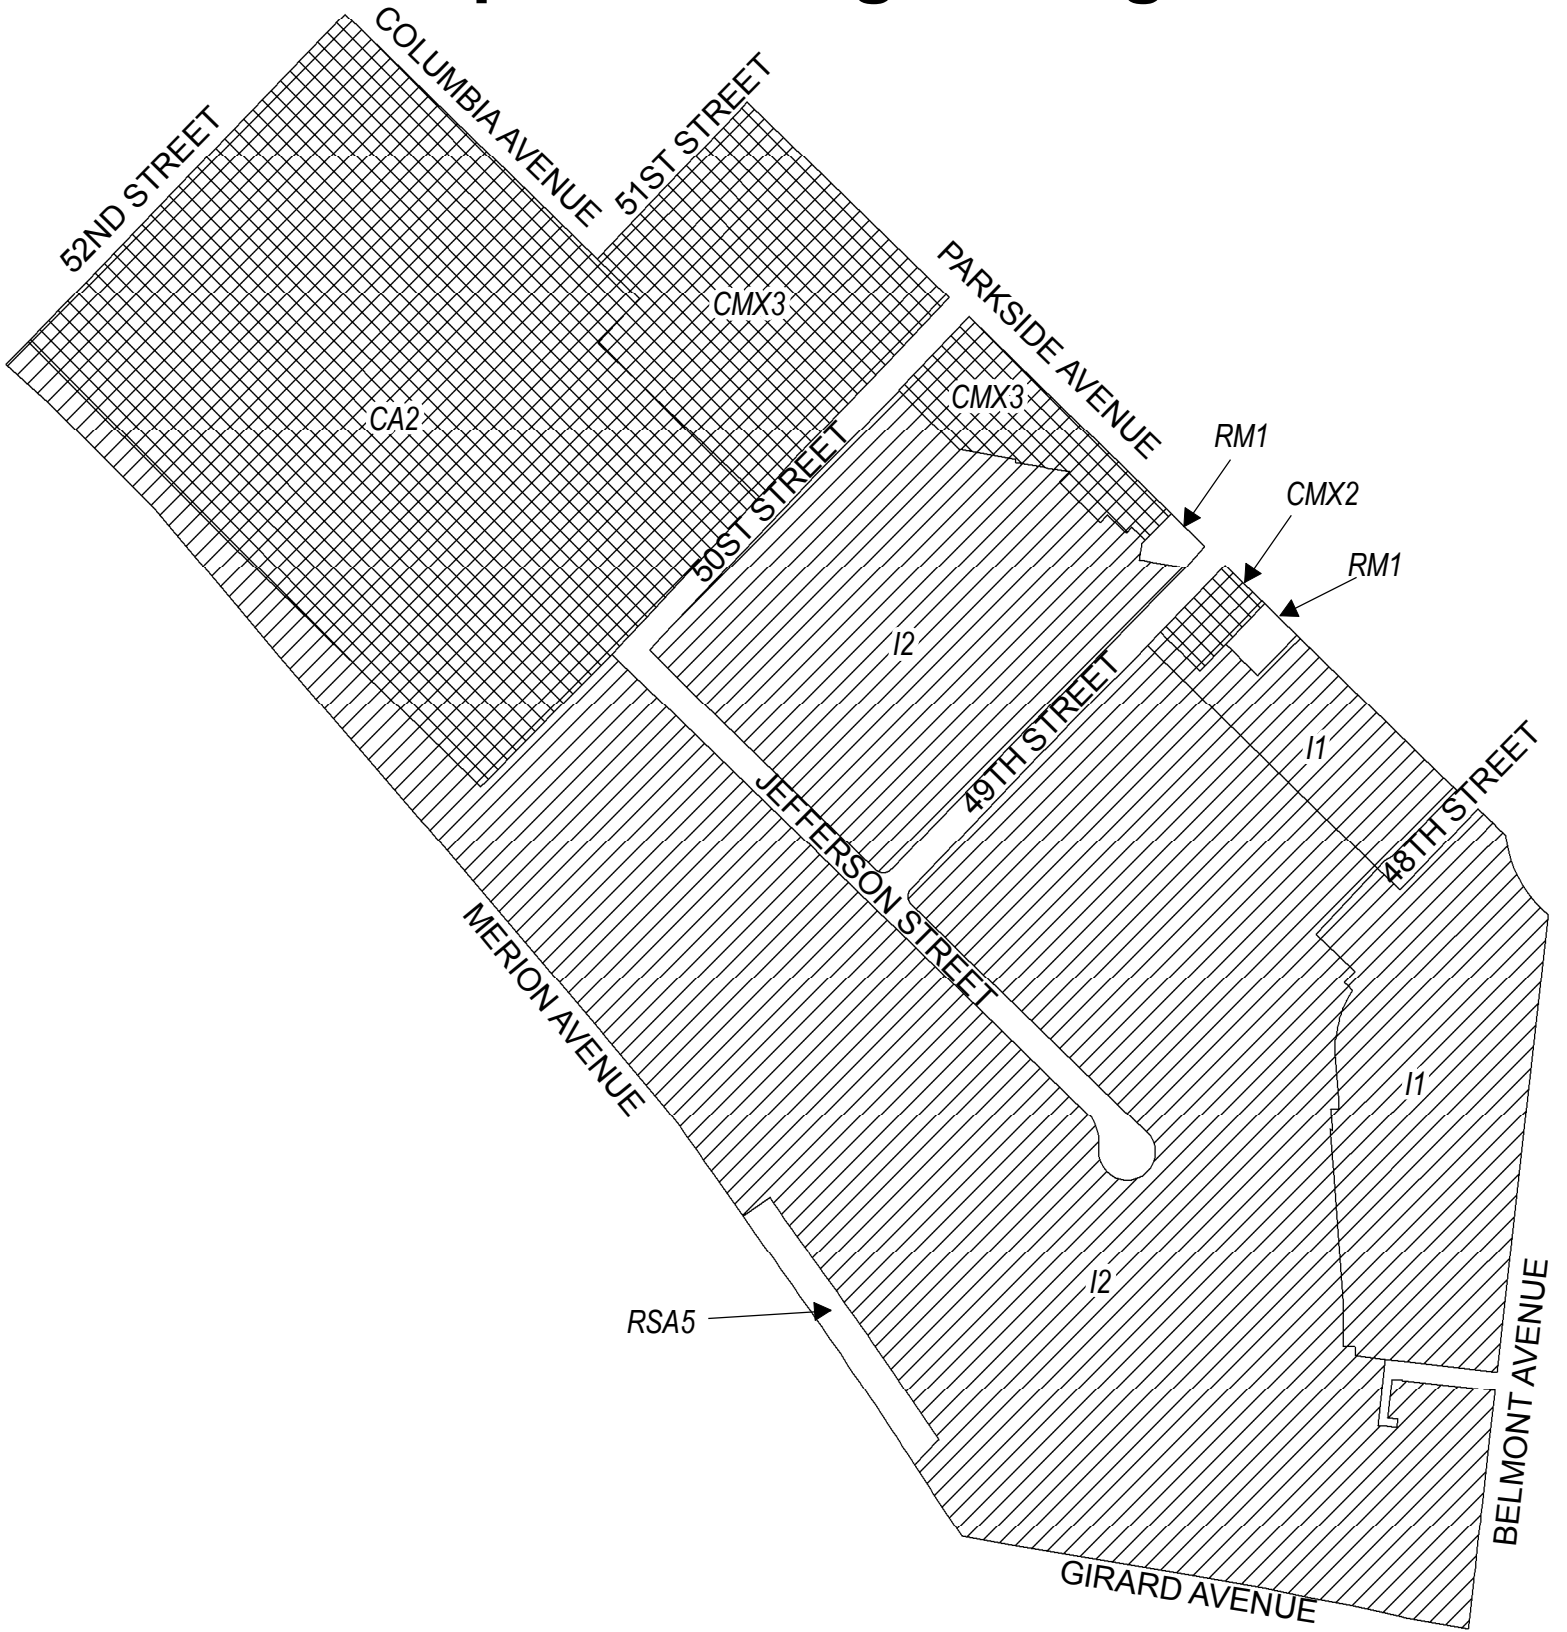 COLUMBIA AVENUE
51ST STREET
52ND STREET
CMX3
PARKSIDE AVENUE
CMX3
CA2
RM1
50ST STREET
CMX2
RM1
I2
49TH STREET
I1
48TH STREET
JEFFERSON STREET
MERION AVENUE
I1
I2
RSA5
BELMONT AVENUE
GIRARD AVENUE